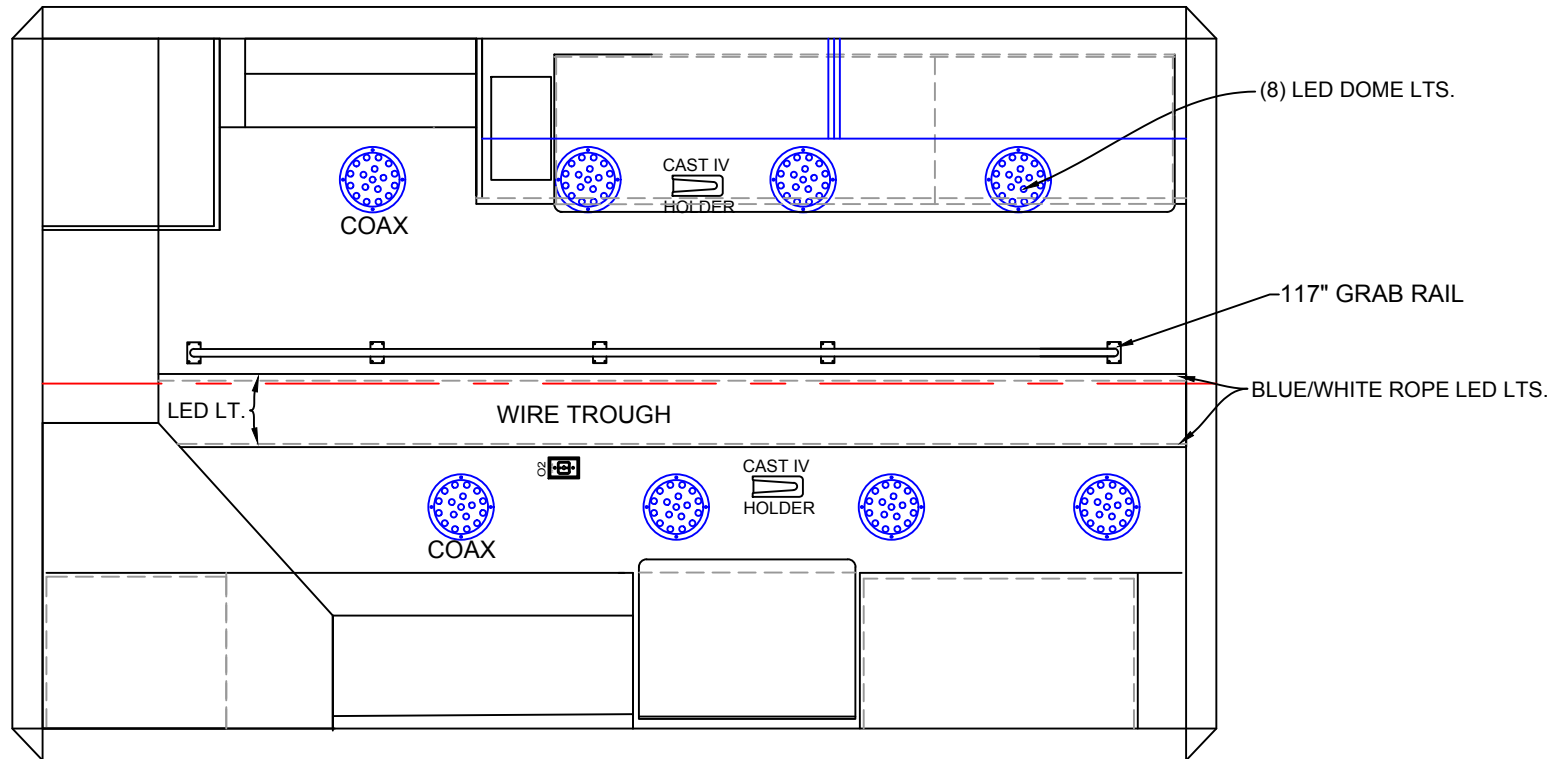 (8) LED DOME LTS.
CAST IV
HOLDER
COAX
117" GRAB RAIL
LED LT.
WIRE TROUGH
BLUE/WHITE ROPE LED LTS.
O2
CAST IV
HOLDER
COAX